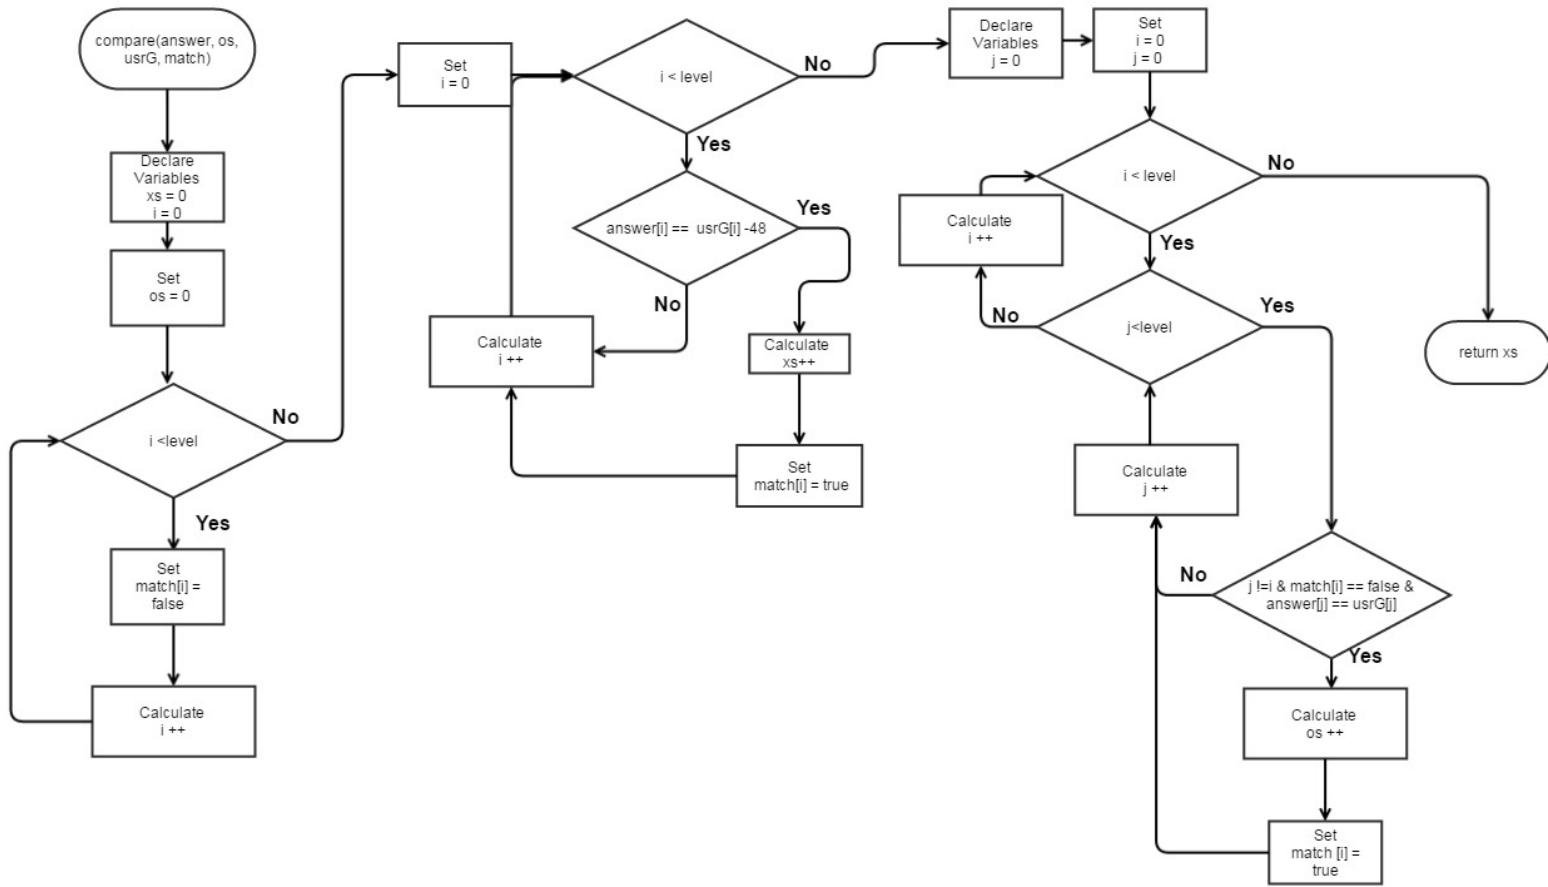 compare(answer, os,
usrG, match)
Declare
Variables
xs = 0
i = 0
Set
os = 0
i <level
No
Yes
Set
match[i] =
false
Calculate
i ++
Set
i = 0
i < level
No
Yes
answer[i] ==  usrG[i] -48
Yes
No
Calculate
i ++
Calculate
xs++
Set
match[i] = true
Declare
Variables
j = 0
Set
i = 0
j = 0
i < level
No
Yes
Calculate
i ++
j<level
No
Yes
Calculate
j ++
j !=i & match[i] == false &
answer[j] == usrG[j]
No
Yes
Calculate
os ++
Set
match [i] =
true
return xs